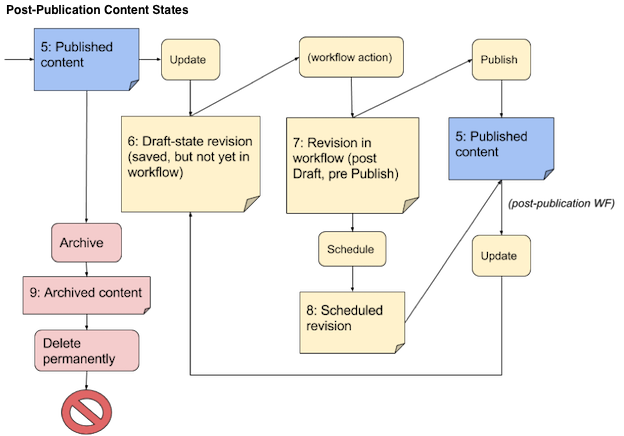 Post-Publication Content States
5: Published
content
Update
(workflow action)
Publish
6: Draft-state revision
(saved, but not yet in
workflow)
7: Revision in
workflow (post
Draft, pre Publish)
5: Published
content
(post-publication WF)
Archive
Schedule
Update
9: Archived content
8: Scheduled
revision
Delete
permanently